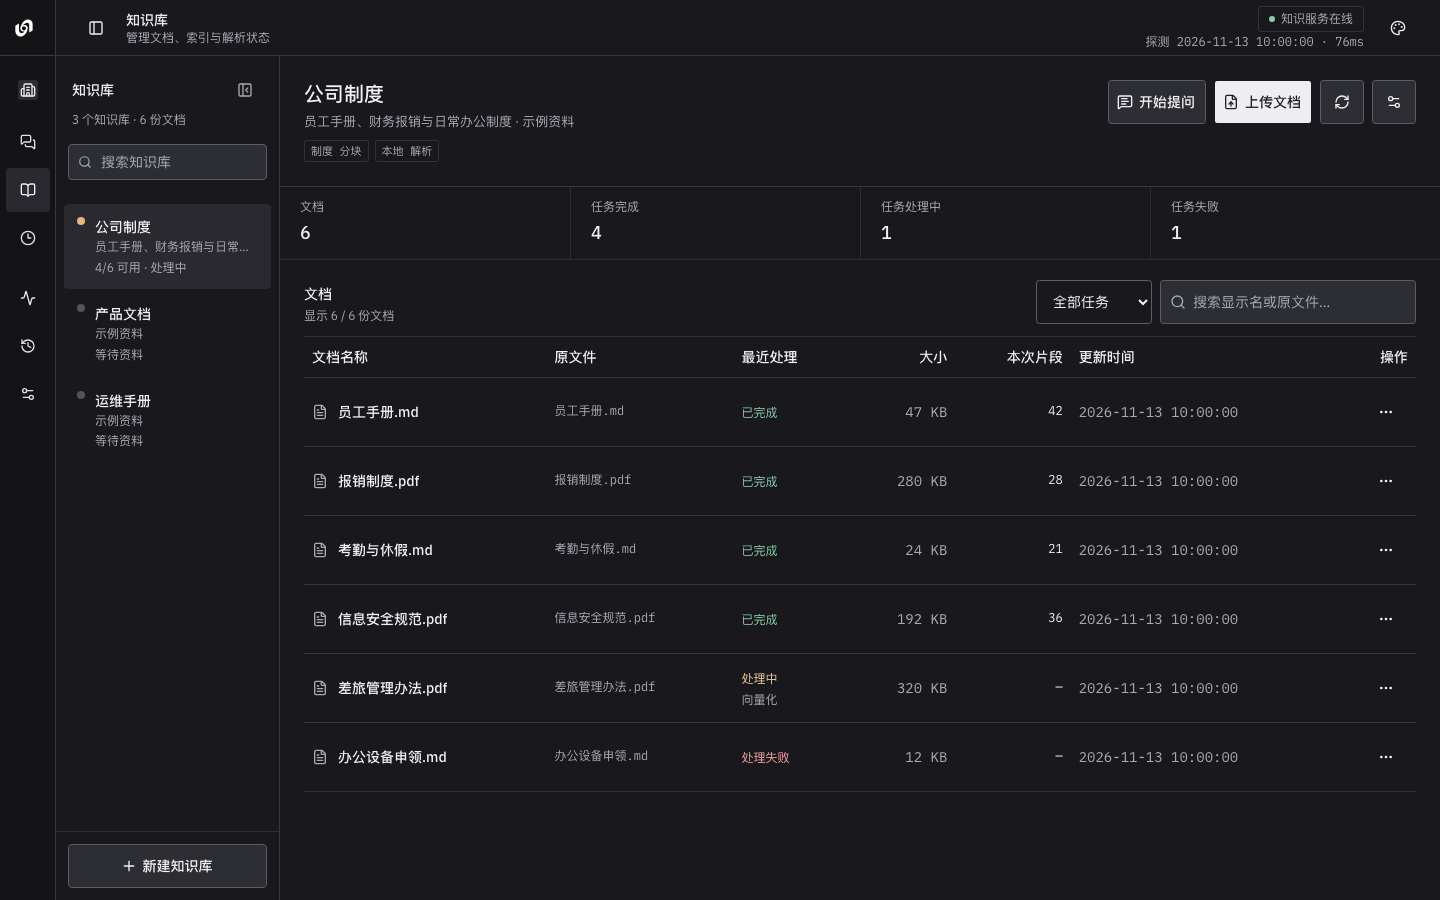 知识库
管理文档、索引与解析状态
知识服务在线
探测 2026-11-13 10:00:00 · 76ms
知识库
3 个知识库 · 6 份文档
搜索知识库
公司制度
员工手册、财务报销与日常...
4/6 可用 · 处理中
产品文档
示例资料
等待资料
运维手册
示例资料
等待资料
新建知识库
公司制度
员工手册、财务报销与日常办公制度 · 示例资料
制度 分块
本地 解析
开始提问
上传文档
文档
6
任务完成
4
任务处理中
1
任务失败
1
文档
显示 6 / 6 份文档
全部任务
搜索显示名或原文件...
文档名称 原文件 最近处理 大小 本次片段 更新时间 操作
员工手册.md 员工手册.md 已完成 47 KB 42 2026-11-13 10:00:00
报销制度.pdf 报销制度.pdf 已完成 280 KB 28 2026-11-13 10:00:00
考勤与休假.md 考勤与休假.md 已完成 24 KB 21 2026-11-13 10:00:00
信息安全规范.pdf 信息安全规范.pdf 已完成 192 KB 36 2026-11-13 10:00:00
差旅管理办法.pdf 差旅管理办法.pdf 处理中 320 KB — 2026-11-13 10:00:00
向量化
办公设备申领.md 办公设备申领.md 处理失败 12 KB — 2026-11-13 10:00:00